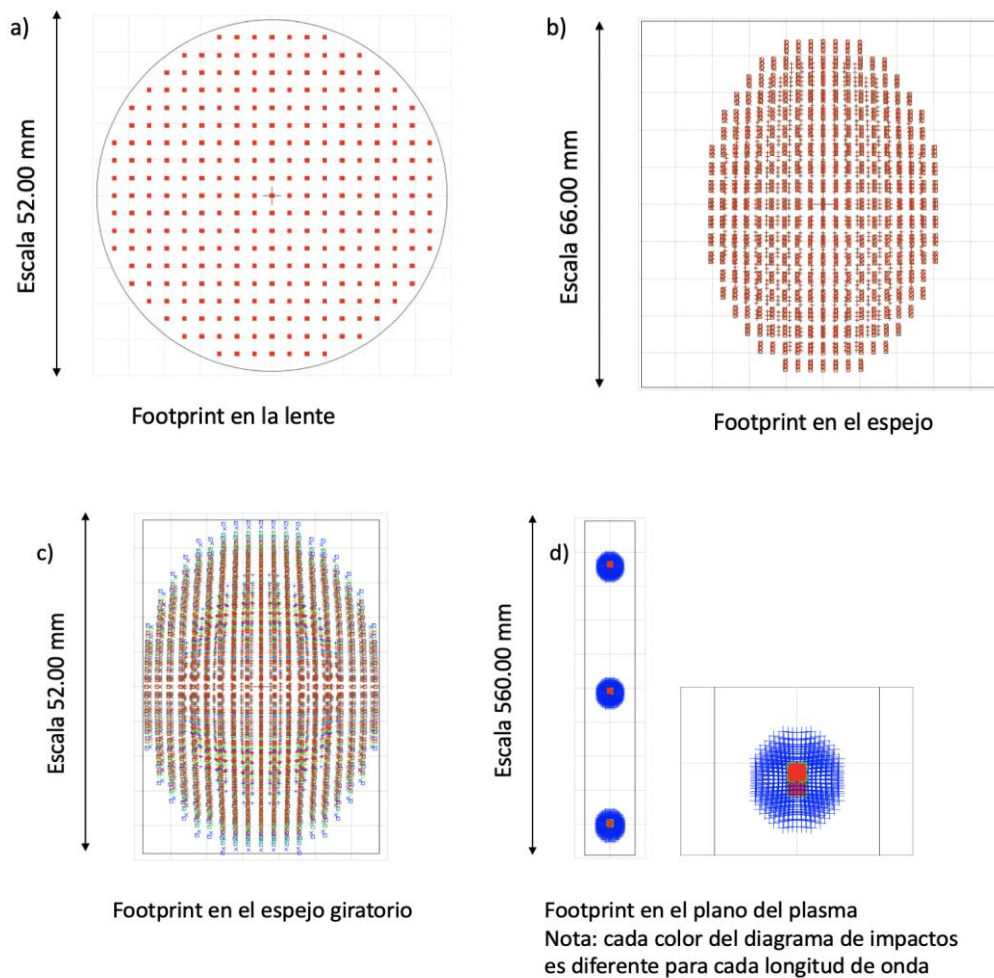 a)
Escala 52.00 mm
Footprint en la lente
b)
Escala 66.00 mm
Footprint en el espejo
c)
Escala 52.00 mm
Footprint en el espejo giratorio
d)
Escala 560.00 mm
Footprint en el plano del plasma
Nota: cada color del diagrama de impactos
es diferente para cada longitud de onda